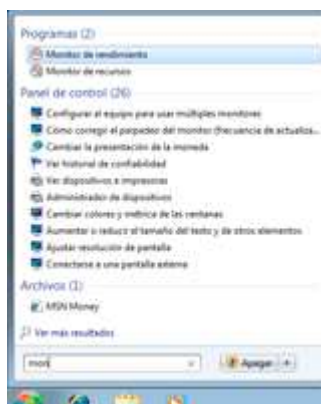 Programas (2)
Monitor de rendimiento
Monitor de recursos
Panel de control (26)
Configurar el equipo para usar múltiples monitores
Cómo corregir el parpadeo del monitor (frecuencia de actualiza...
Cambiar la presentación de la moneda
Ver historial de confiabilidad
Ver dispositivos e impresoras
Administrador de dispositivos
Cambiar colores y métrica de las ventanas
Aumentar o reducir el tamaño del texto y de otros elementos
Ajustar resolución de pantalla
Conectarse a una pantalla externa
Archivos (1)
MSN Money
Ver más resultados
mon
Apagar